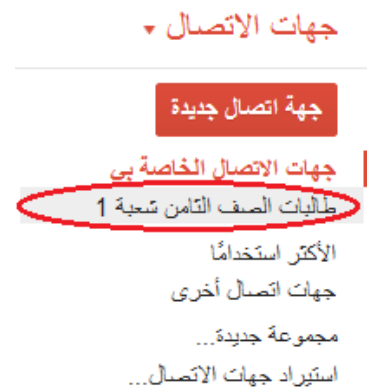 جهات الاتصال
جهة اتصال جديدة
جهات الاتصال الخاصة بي
طالبات الصف الثامن شعبة 1
الأكثر استخدامًا
جهات اتصال أخرى
مجموعة جديدة...
استيراد جهات الاتصال...